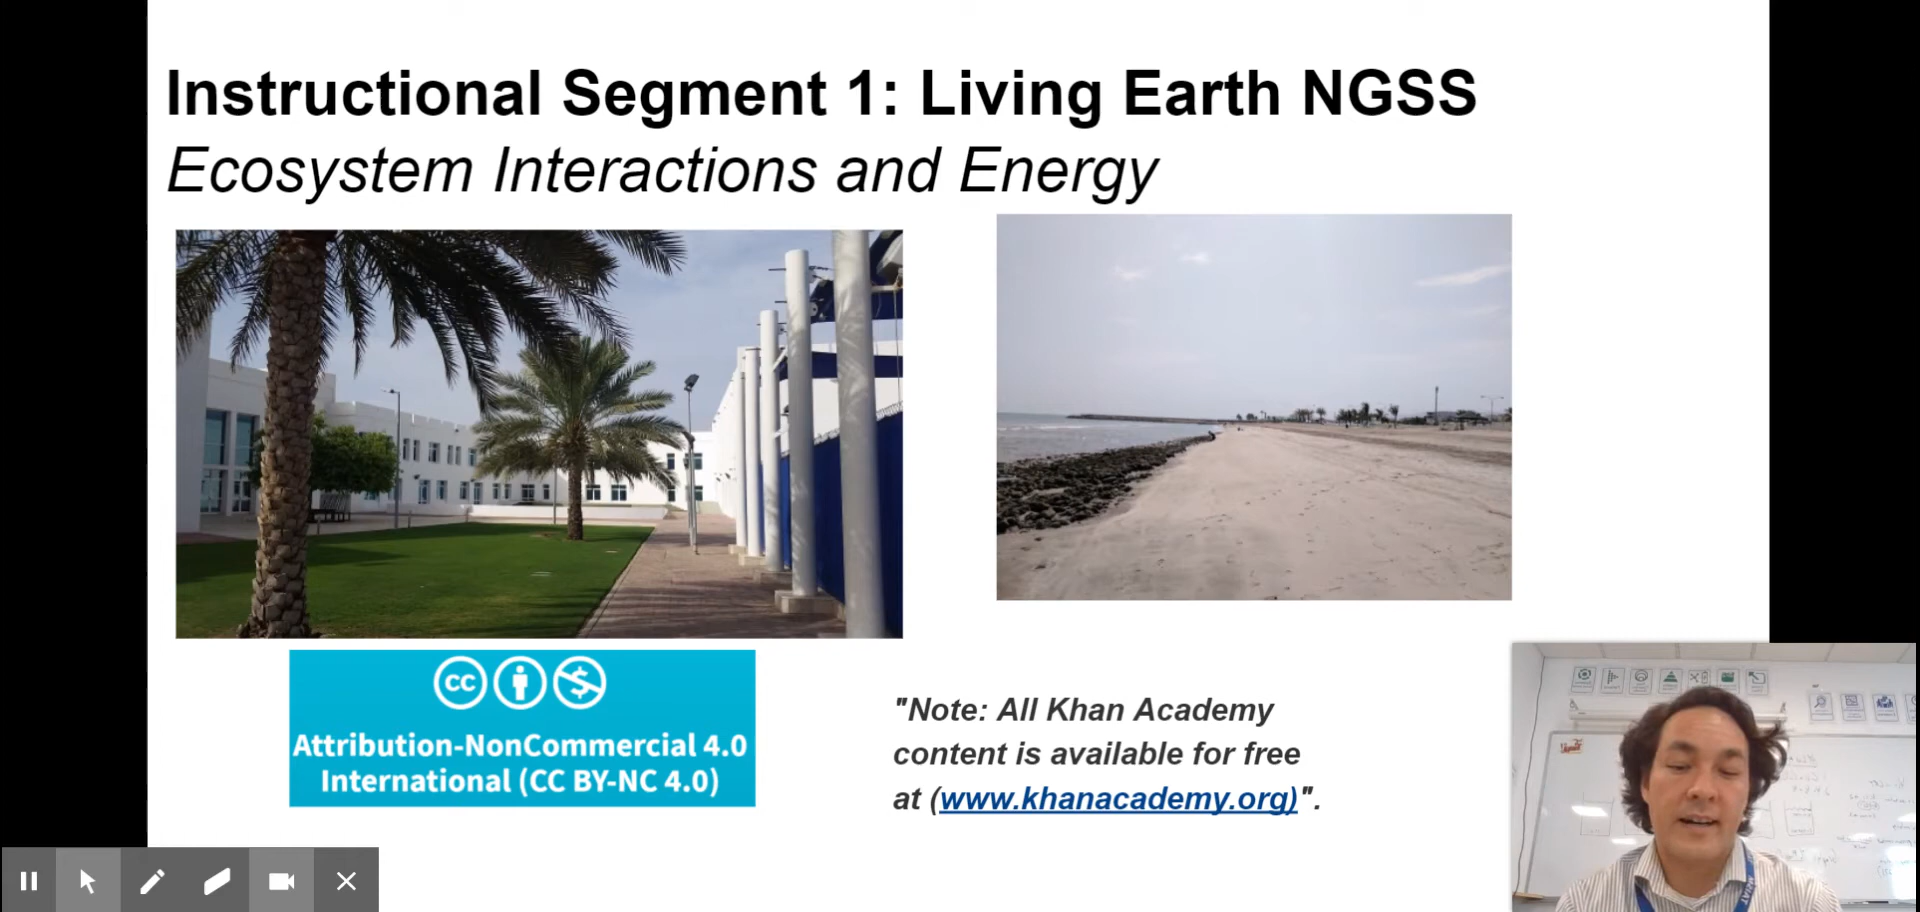 Instructional Segment 1: Living Earth NGSS
Ecosystem Interactions and Energy
cc
Attribution-NonCommercial 4.0
International (CC BY-NC 4.0)
"Note: All Khan Academy
content is available for free
at (www.khanacademy.org)".